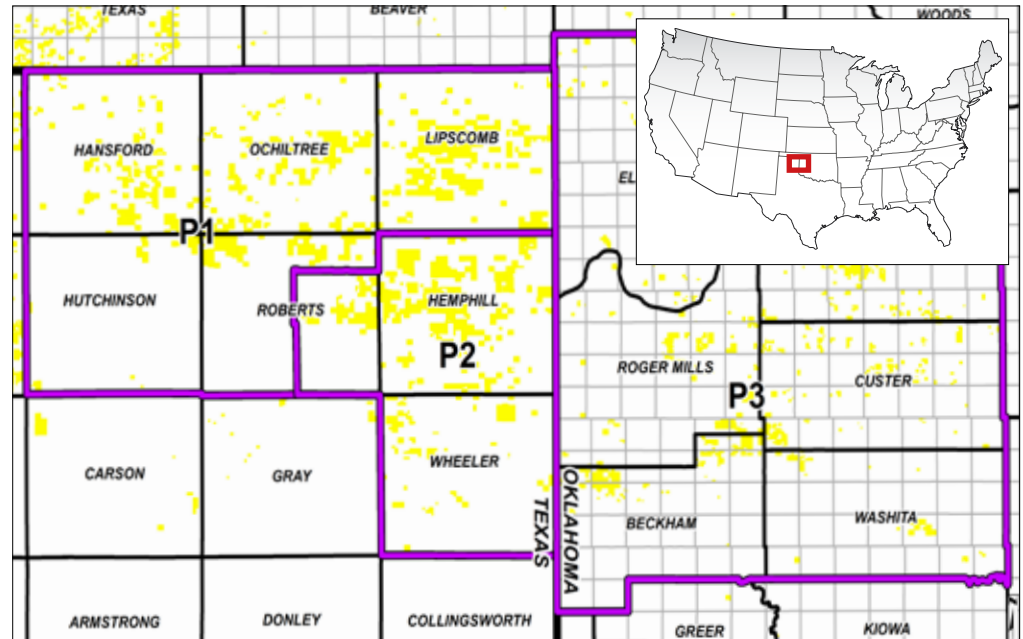 TEXAS
BEAVER
WOODS
HANSFORD
OCHILTREE
LIPSCOMB
EL
P1
HUTCHINSON
ROBERTS
HEMPHILL
P2
ROGER MILLS
P3
CUSTER
CARSON
GRAY
WHEELER
TEXAS
OKLAHOMA
BECKHAM
WASHITA
ARMSTRONG
DONLEY
COLLINGSWORTH
GREER
KIOWA